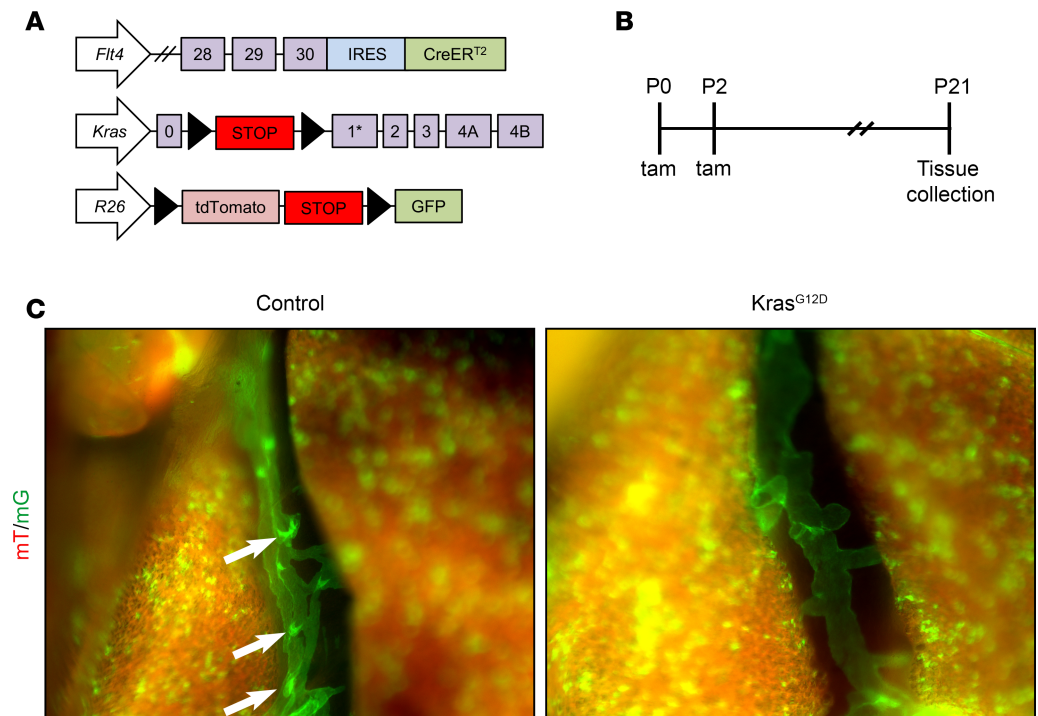 A
Flt4 28 29 30 IRES CreERT2
Kras 0 STOP 1* 2 3 4A 4B
R26 tdTomato STOP GFP
B
P0 P2 P21
tam tam Tissue
collection
C
Control KrasG12D
mT/mG